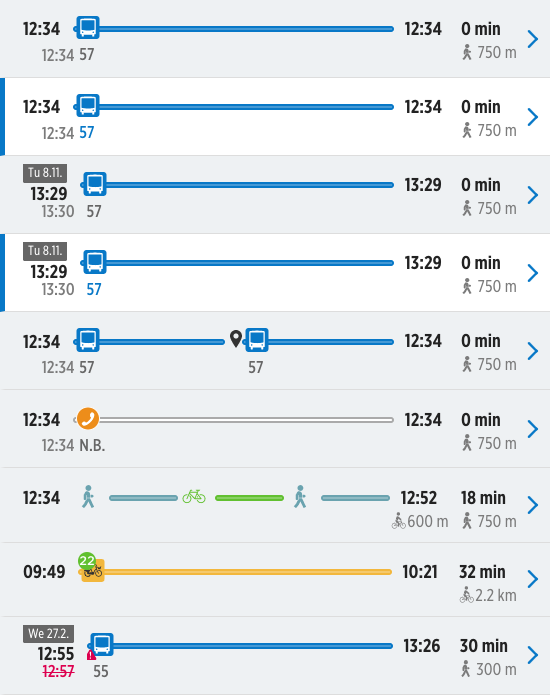 12:34 12:34 0 min
12:34 57 750 m
12:34 12:34 0 min
12:34 57 750 m
Tu 8.11.
13:29 13:29 0 min
13:30 57 750 m
Tu 8.11.
13:29 13:29 0 min
13:30 57 750 m
12:34 12:34 0 min
12:34 57 57 750 m
12:34 12:34 0 min
12:34 N.B. 750 m
12:34 12:52 18 min
600 m 750 m
22
09:49 10:21 32 min
2.2 km
We 27.2.
12:55 13:26 30 min
12:57 55 300 m